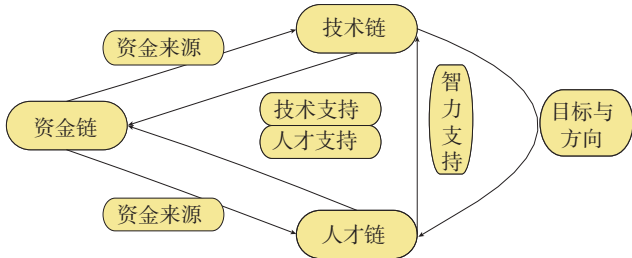 技术链
资金来源
资金链
技术支持
人才支持
智力支持
目标与
方向
资金来源
人才链